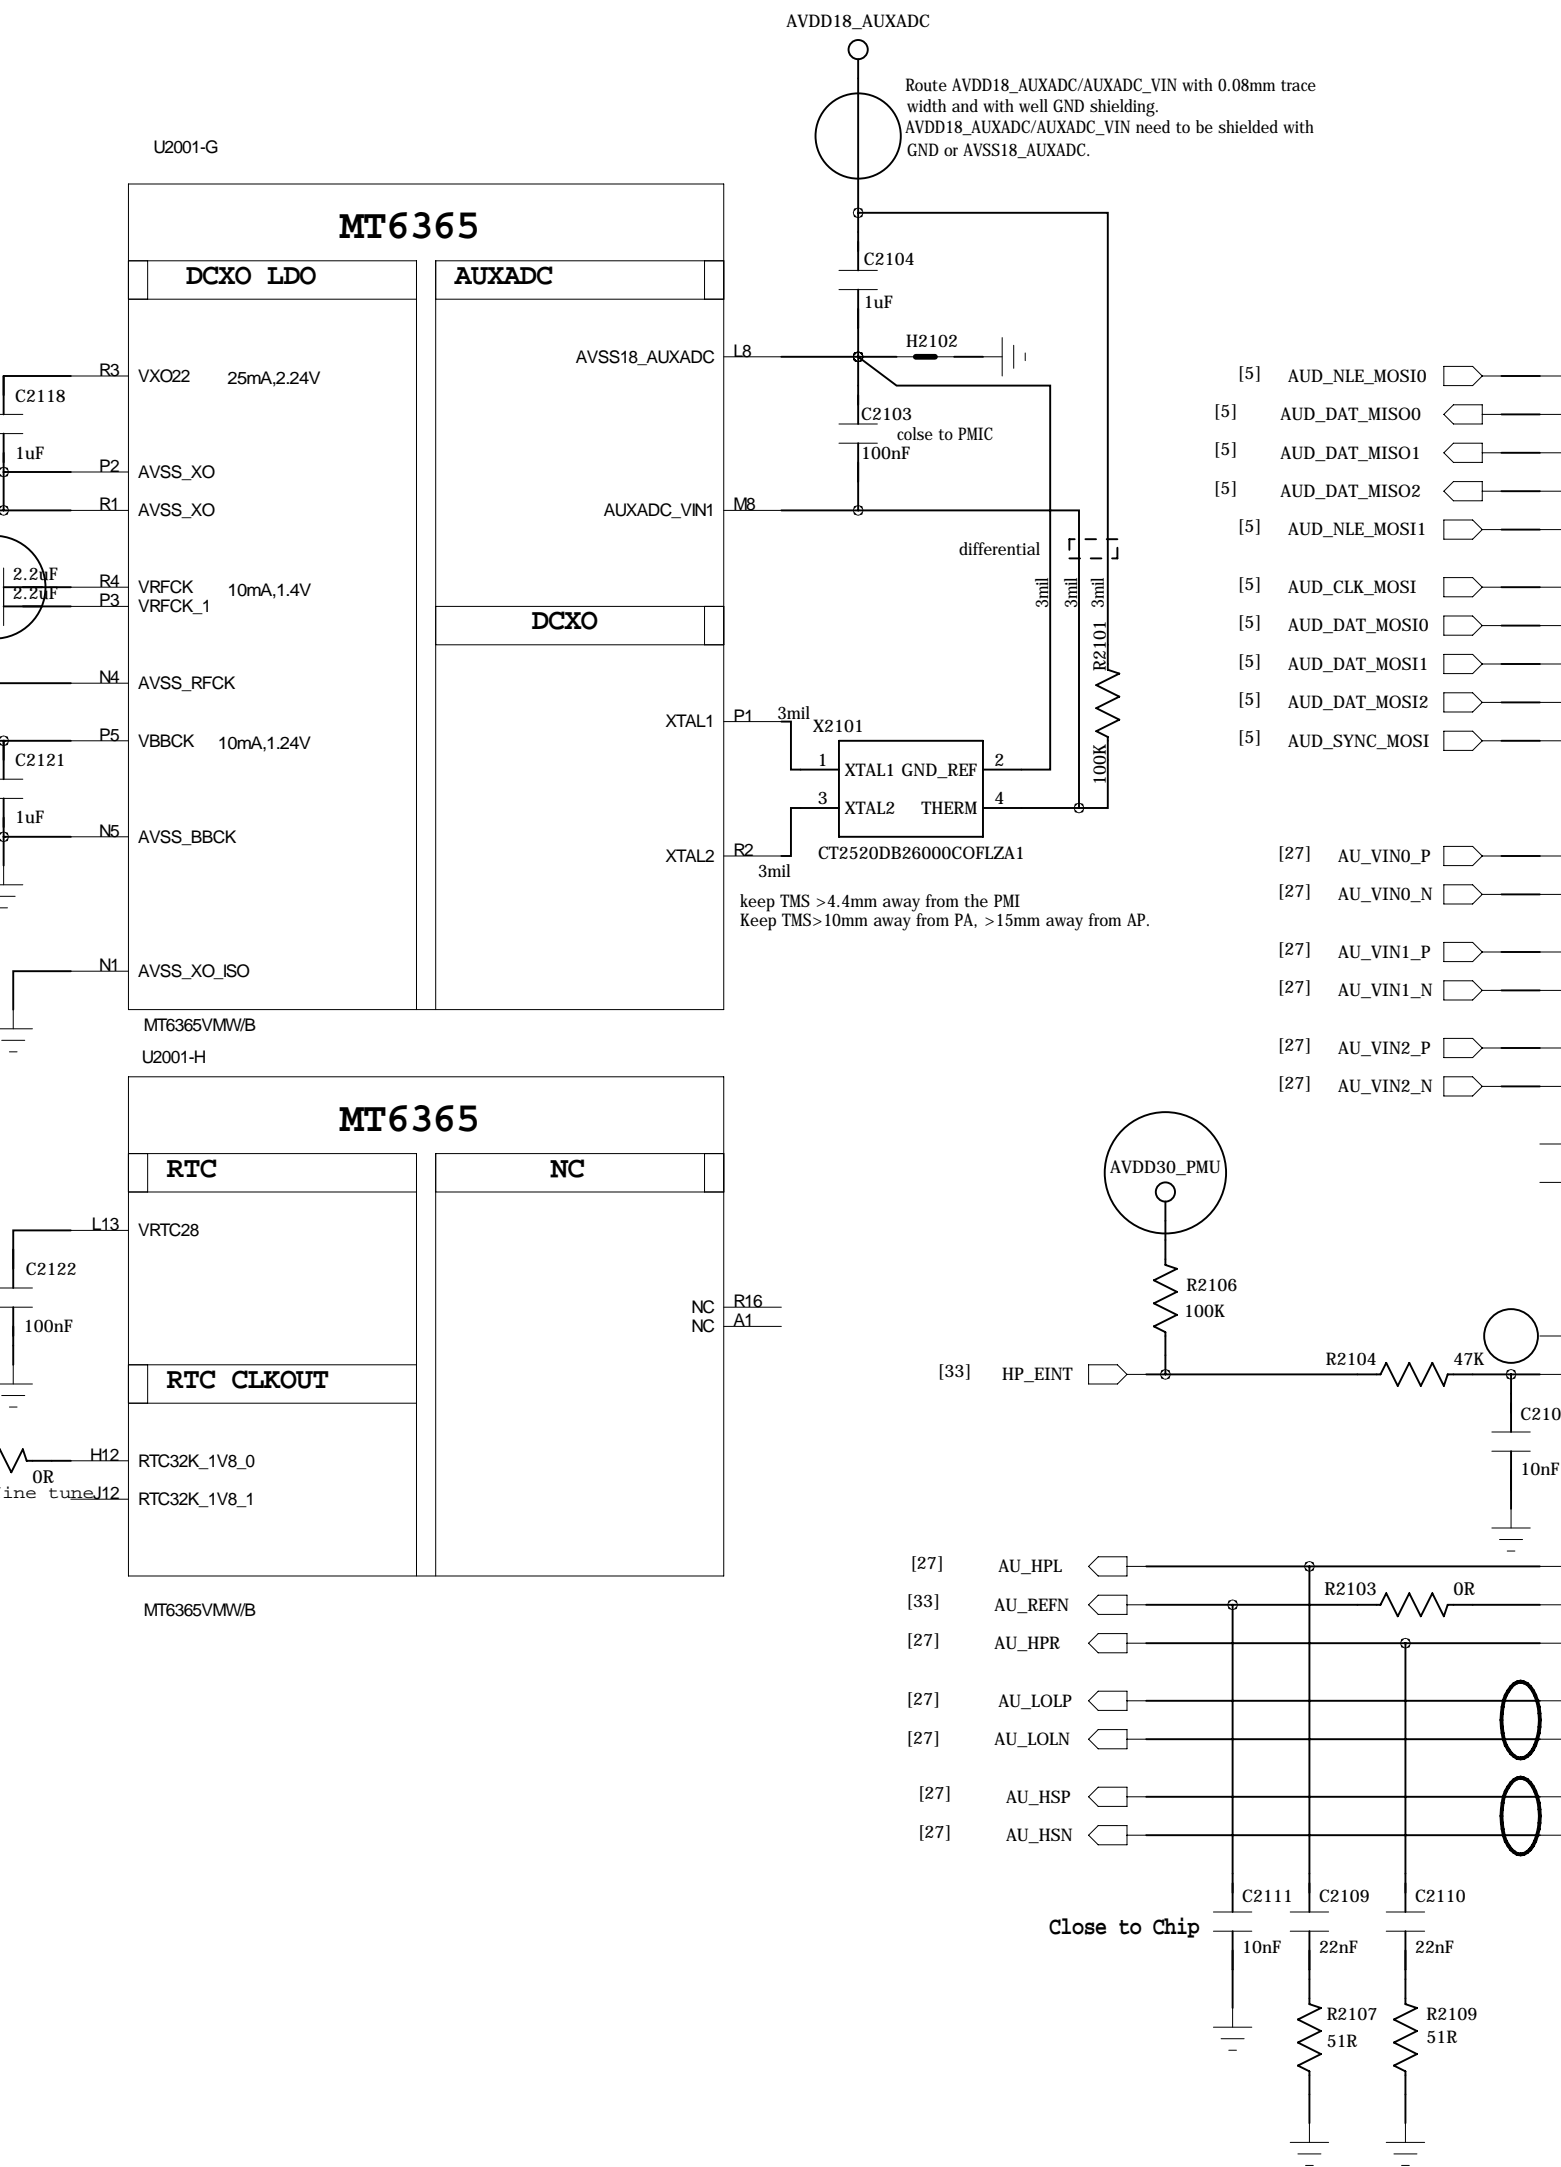 AVDD18_AUXADC
Route AVDD18_AUXADC/AUXADC_VIN with 0.08mm trace
width and with well GND shielding.
AVDD18_AUXADC/AUXADC_VIN need to be shielded with
GND or AVSS18_AUXADC.
U2001-G
MT6365
DCXO LDO
AUXADC
C2104
1uF
H2102
AVSS18_AUXADC
L8
R3
VXO22
25mA,2.24V
C2118
1uF
C2103
colse to PMIC
100nF
P2
AVSS_XO
R1
AVSS_XO
AUXADC_VIN1
M8
differential
3mil
3mil
3mil
2.2uF
2.2uF
R4
VRFCK
10mA,1.4V
P3
VRFCK_1
DCXO
R2101
100K
N4
AVSS_RFCK
XTAL1
P1
3mil
X2101
P5
VBBCK
10mA,1.24V
C2121
1uF
1
XTAL1
GND_REF
2
3
XTAL2
THERM
4
N5
AVSS_BBCK
XTAL2
R2
3mil
CT2520DB26000COFLZA1
keep TMS >4.4mm away from the PMI
Keep TMS>10mm away from PA, >15mm away from AP.
N1
AVSS_XO_ISO
MT6365VMW/B
[5] AUD_NLE_MOSI0
[5] AUD_DAT_MISO0
[5] AUD_DAT_MISO1
[5] AUD_DAT_MISO2
[5] AUD_NLE_MOSI1
[5] AUD_CLK_MOSI
[5] AUD_DAT_MOSI0
[5] AUD_DAT_MOSI1
[5] AUD_DAT_MOSI2
[5] AUD_SYNC_MOSI
[27] AU_VIN0_P
[27] AU_VIN0_N
[27] AU_VIN1_P
[27] AU_VIN1_N
[27] AU_VIN2_P
[27] AU_VIN2_N
U2001-H
MT6365
RTC
NC
L13
VRTC28
C2122
100nF
NC
R16
NC
A1
RTC CLKOUT
H12
RTC32K_1V8_0
0R
ine tune
J12
RTC32K_1V8_1
MT6365VMW/B
AVDD30_PMU
R2106
100K
[33] HP_EINT
R2104
47K
C210
10nF
[27] AU_HPL
[33] AU_REFN
R2103
0R
[27] AU_HPR
[27] AU_LOLP
[27] AU_LOLN
[27] AU_HSP
[27] AU_HSN
C2111
C2109
C2110
Close to Chip
10nF
22nF
22nF
R2107
51R
R2109
51R